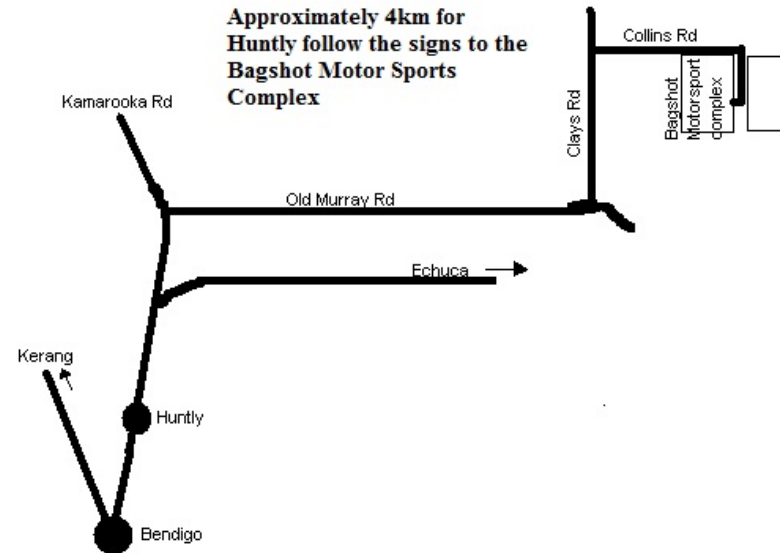 Approximately 4km for
Huntly follow the signs to the
Bagshot Motor Sports
Complex
Collins Rd
Kamarooka Rd
Clays Rd
Bagshot
Motorsport
complex
Old Murray Rd
Echuca
Kerang
Huntly
Bendigo